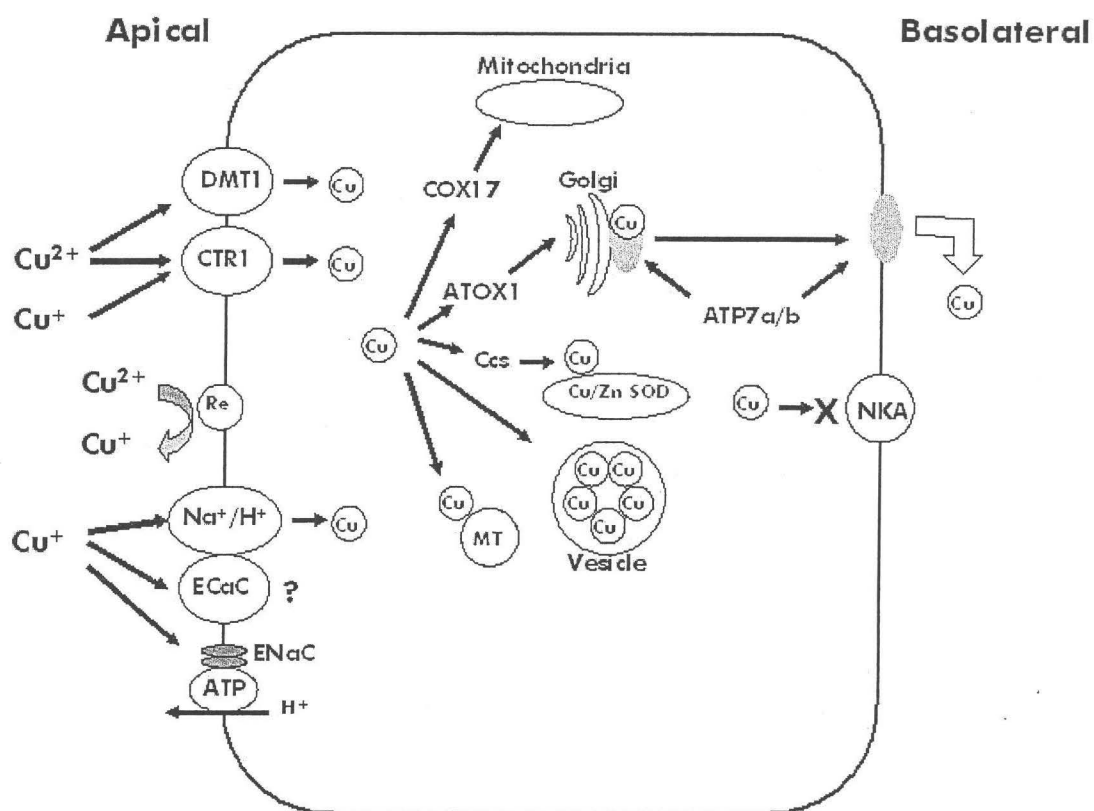 Apical
Basolateral
Mitochondria
DMT1
Cu
COX17
Golgi
Cu
Cu²⁺
CTR1
Cu
Cu⁺
ATOX1
ATP7a/b
Cu
Cu
Ccs
Cu
Cu/Zn SOD
Cu²⁺
Re
Cu
X
NKA
Cu⁺
Cu
Cu
Cu
Cu
Cu
Cu
MT
Vesicle
Na⁺/H⁺
Cu
Cu⁺
ECaC
?
ENaC
ATP
H⁺